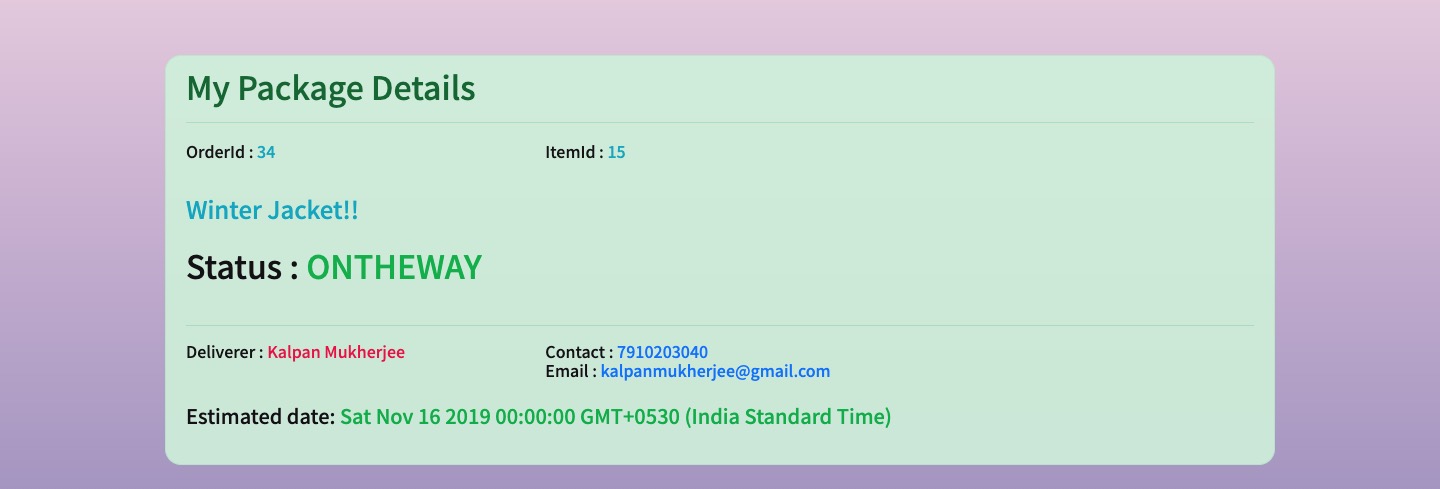 My Package Details
OrderId : 34 ItemId : 15
Winter Jacket!!
Status : ONTHEWAY
Deliverer : Kalpan Mukherjee Contact : 7910203040
Email : kalpanmukherjee@gmail.com
Estimated date: Sat Nov 16 2019 00:00:00 GMT+0530 (India Standard Time)